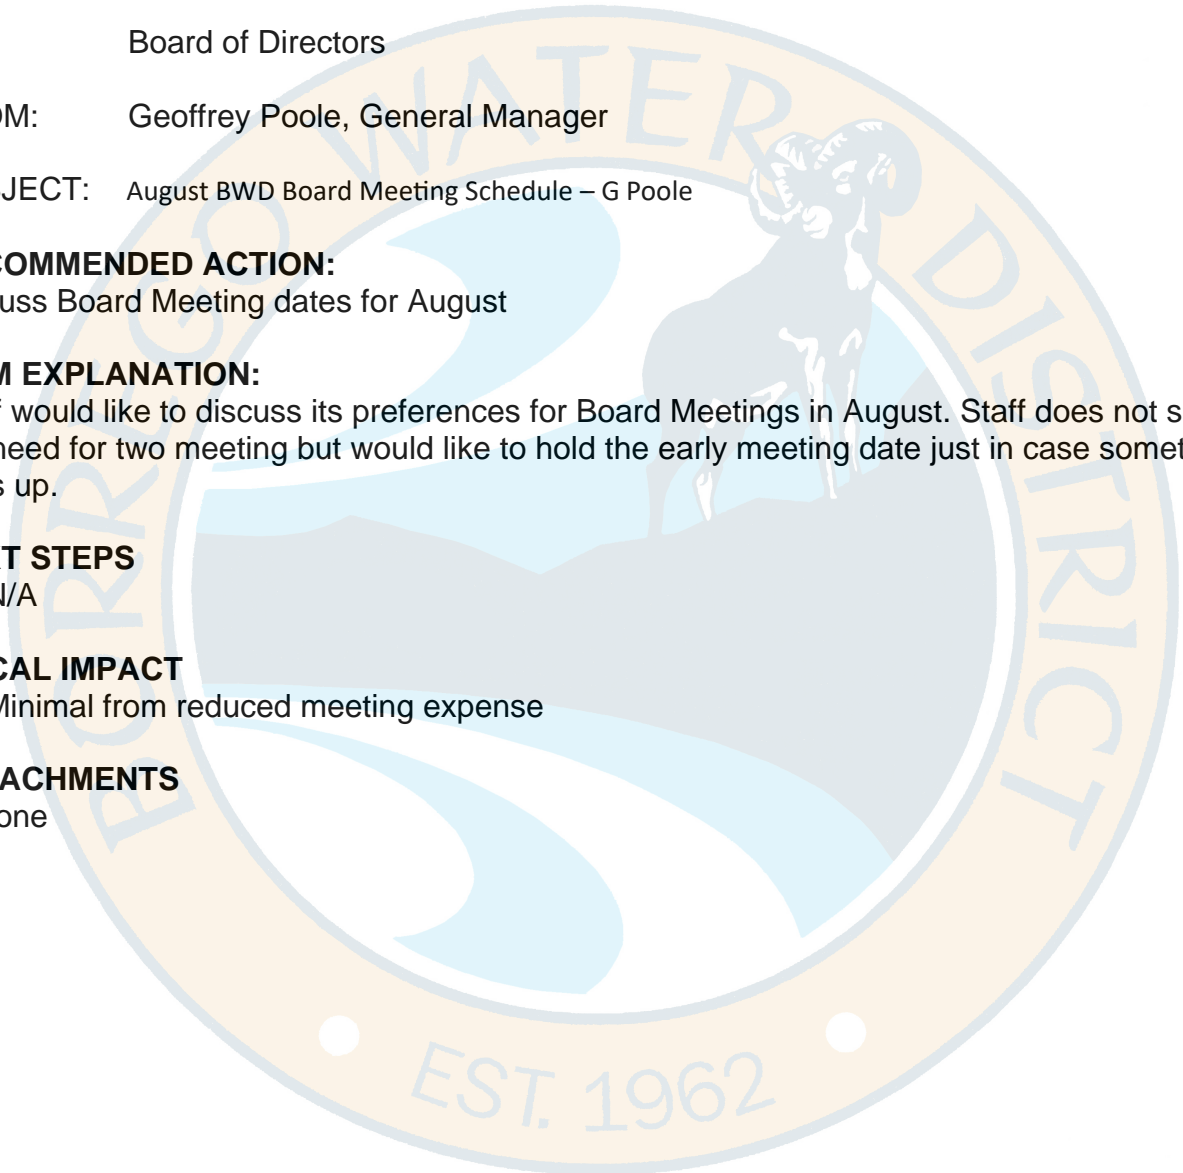 Board of Directors
OM: Geoffrey Poole, General Manager
JECT: August BWD Board Meeting Schedule – G Poole
COMMENDED ACTION:
uss Board Meeting dates for August
M EXPLANATION:
f would like to discuss its preferences for Board Meetings in August. Staff does not s
need for two meeting but would like to hold the early meeting date just in case somet
s up.
T STEPS
N/A
CAL IMPACT
Minimal from reduced meeting expense
ACHMENTS
one
BORREGO WATER DISTRICT
EST. 1962